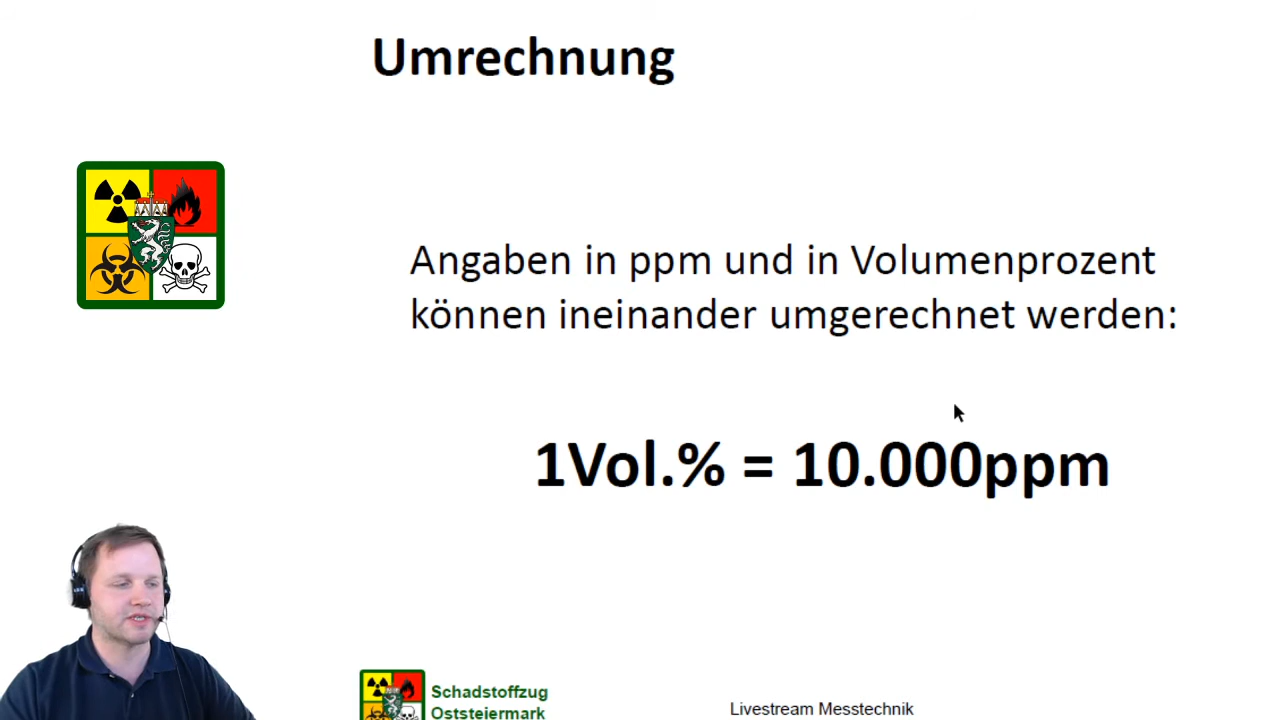 Umrechnung
Angaben in ppm und in Volumenprozent
können ineinander umgerechnet werden:
1Vol.% = 10.000ppm
Schadstoffzug
Oststeiermark
Livestream Messtechnik